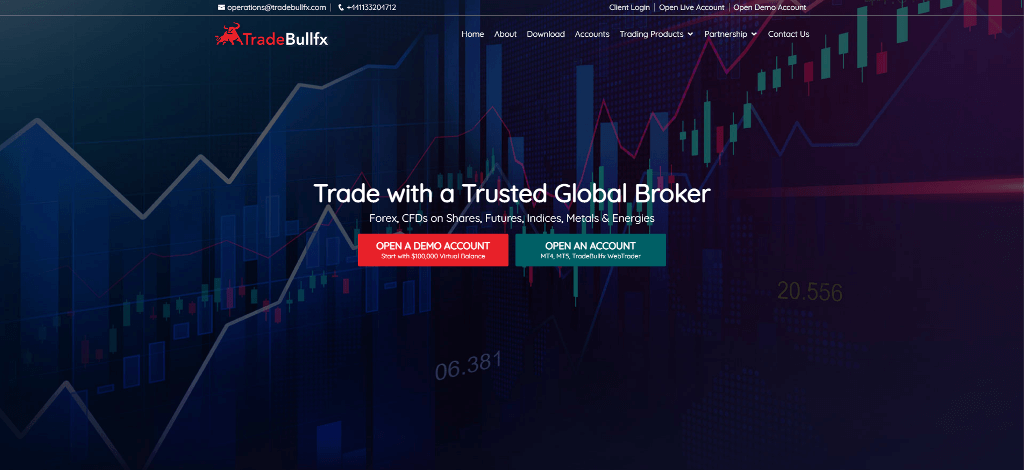 operations@tradebullfx.com | +441133204712
Client Login | Open Live Account | Open Demo Account
TradeBullfx
Home About Download Accounts Trading Products Partnership Contact Us
Trade with a Trusted Global Broker
Forex, CFDs on Shares, Futures, Indices, Metals & Energies
OPEN A DEMO ACCOUNT
Start with $100,000 Virtual Balance
OPEN AN ACCOUNT
MT4, MT5, TradeBullfx WebTrader
20.556
06.381